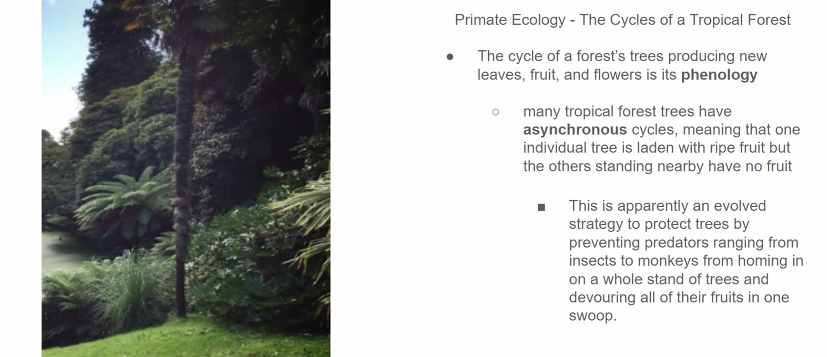 Primate Ecology - The Cycles of a Tropical Forest
● The cycle of a forest's trees producing new
leaves, fruit, and flowers is its phenology
○ many tropical forest trees have
asynchronous cycles, meaning that one
individual tree is laden with ripe fruit but
the others standing nearby have no fruit
■ This is apparently an evolved
strategy to protect trees by
preventing predators ranging from
insects to monkeys from homing in
on a whole stand of trees and
devouring all of their fruits in one
swoop.